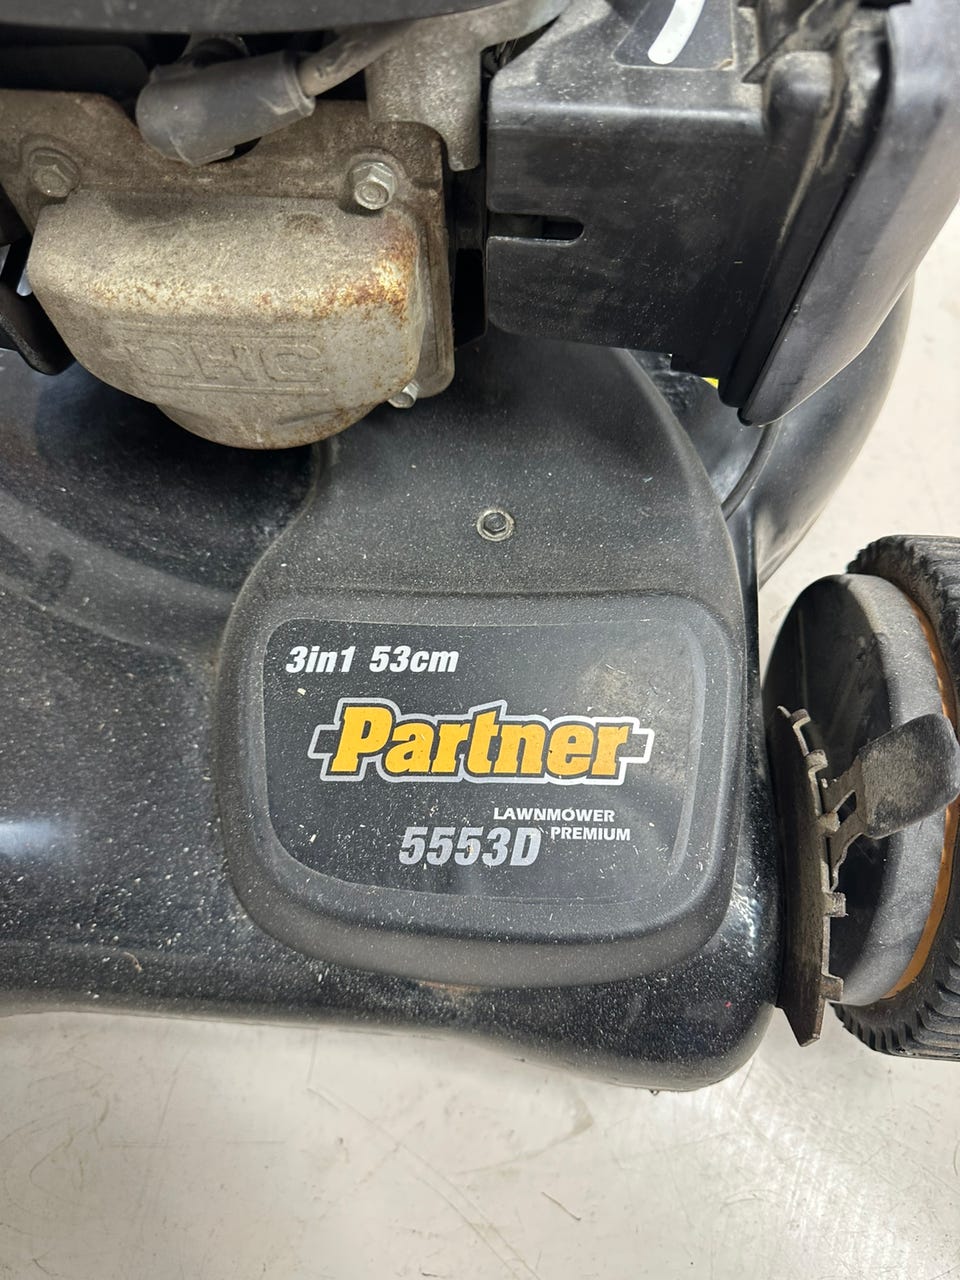 OHC
3in1 53cm
Partner
LAWNMOWER
5553D PREMIUM